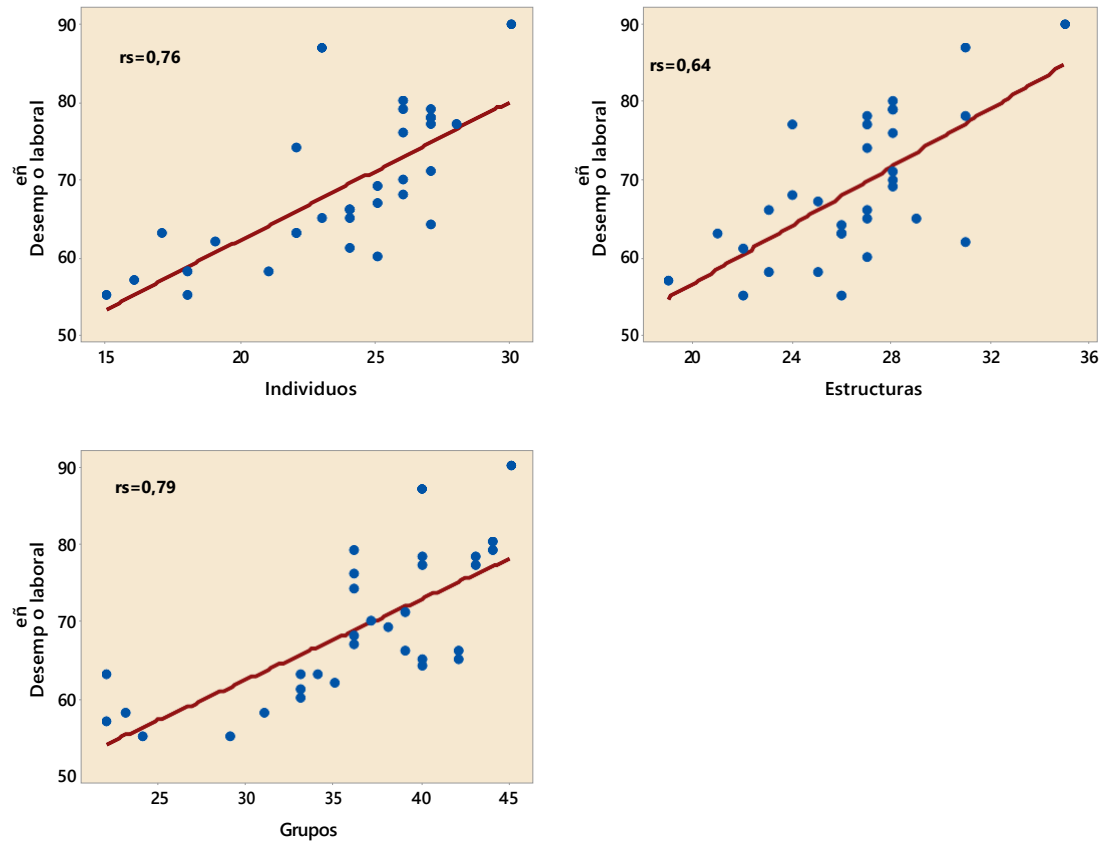 90
80
70
60
50
eñ
Desemp o laboral
rs=0,76
15 20 25 30
Individuos
90
80
70
60
50
eñ
Desemp o laboral
rs=0,64
20 24 28 32 36
Estructuras
90
80
70
60
50
eñ
Desemp o laboral
rs=0,79
25 30 35 40 45
Grupos